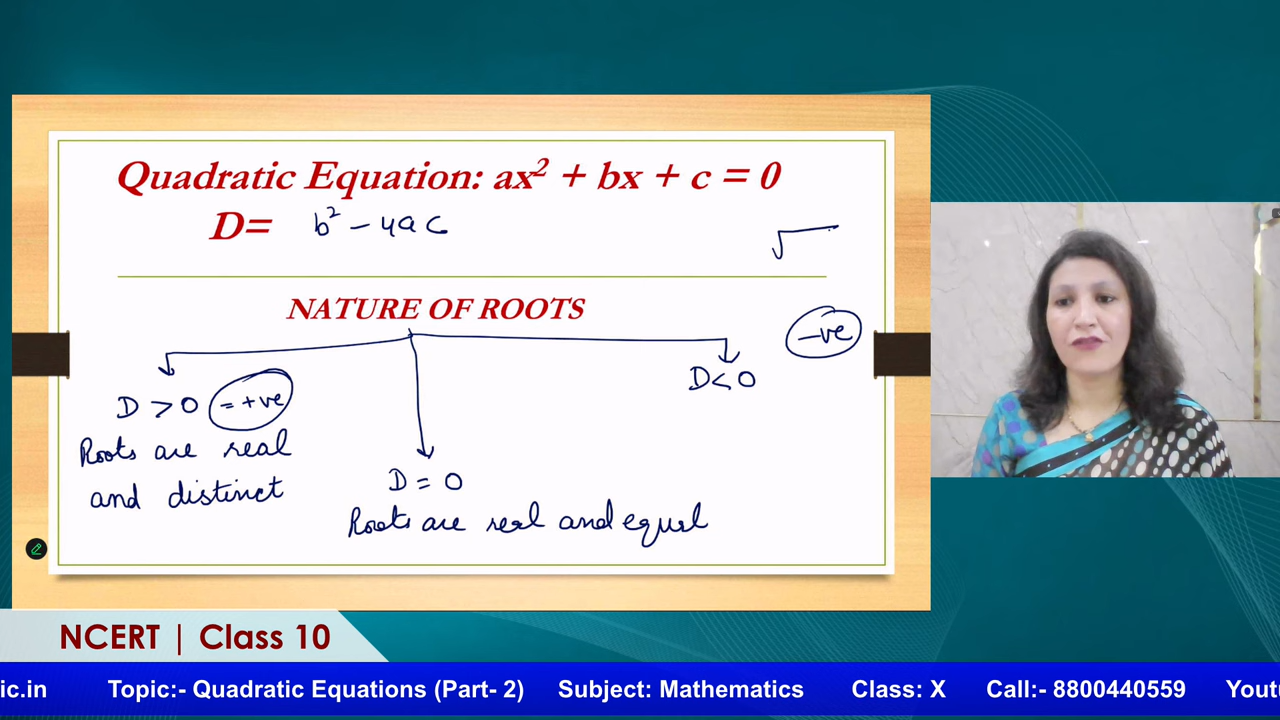 Quadratic Equation: ax² + bx + c = 0
D= b² - 4ac
√
NATURE OF ROOTS
-ve
D > 0 = +ve
D < 0
Roots are real
and distinct
D = 0
Roots are real and equal
NCERT | Class 10
ic.in Topic:- Quadratic Equations (Part- 2) Subject: Mathematics Class: X Call:- 8800440559 Yout